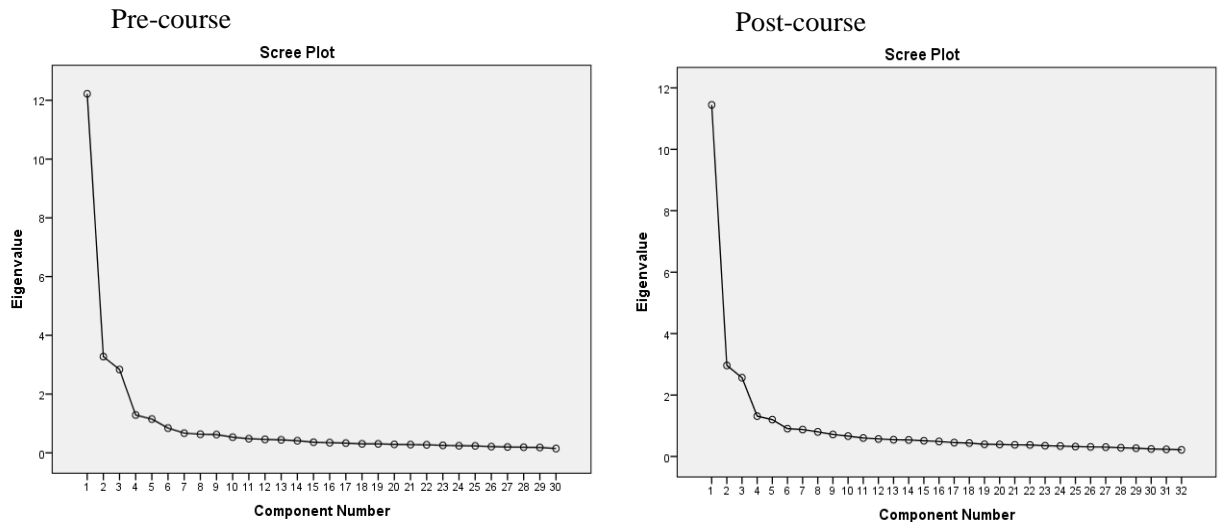 Pre-course
Scree Plot
12
10
8
6
4
2
0
Eigenvalue
1 2 3 4 5 6 7 8 9 10 11 12 13 14 15 16 17 18 19 20 21 22 23 24 25 26 27 28 29 30
Component Number
Post-course
Scree Plot
12
10
8
6
4
2
0
Eigenvalue
1 2 3 4 5 6 7 8 9 10 11 12 13 14 15 16 17 18 19 20 21 22 23 24 25 26 27 28 29 30 31 32
Component Number